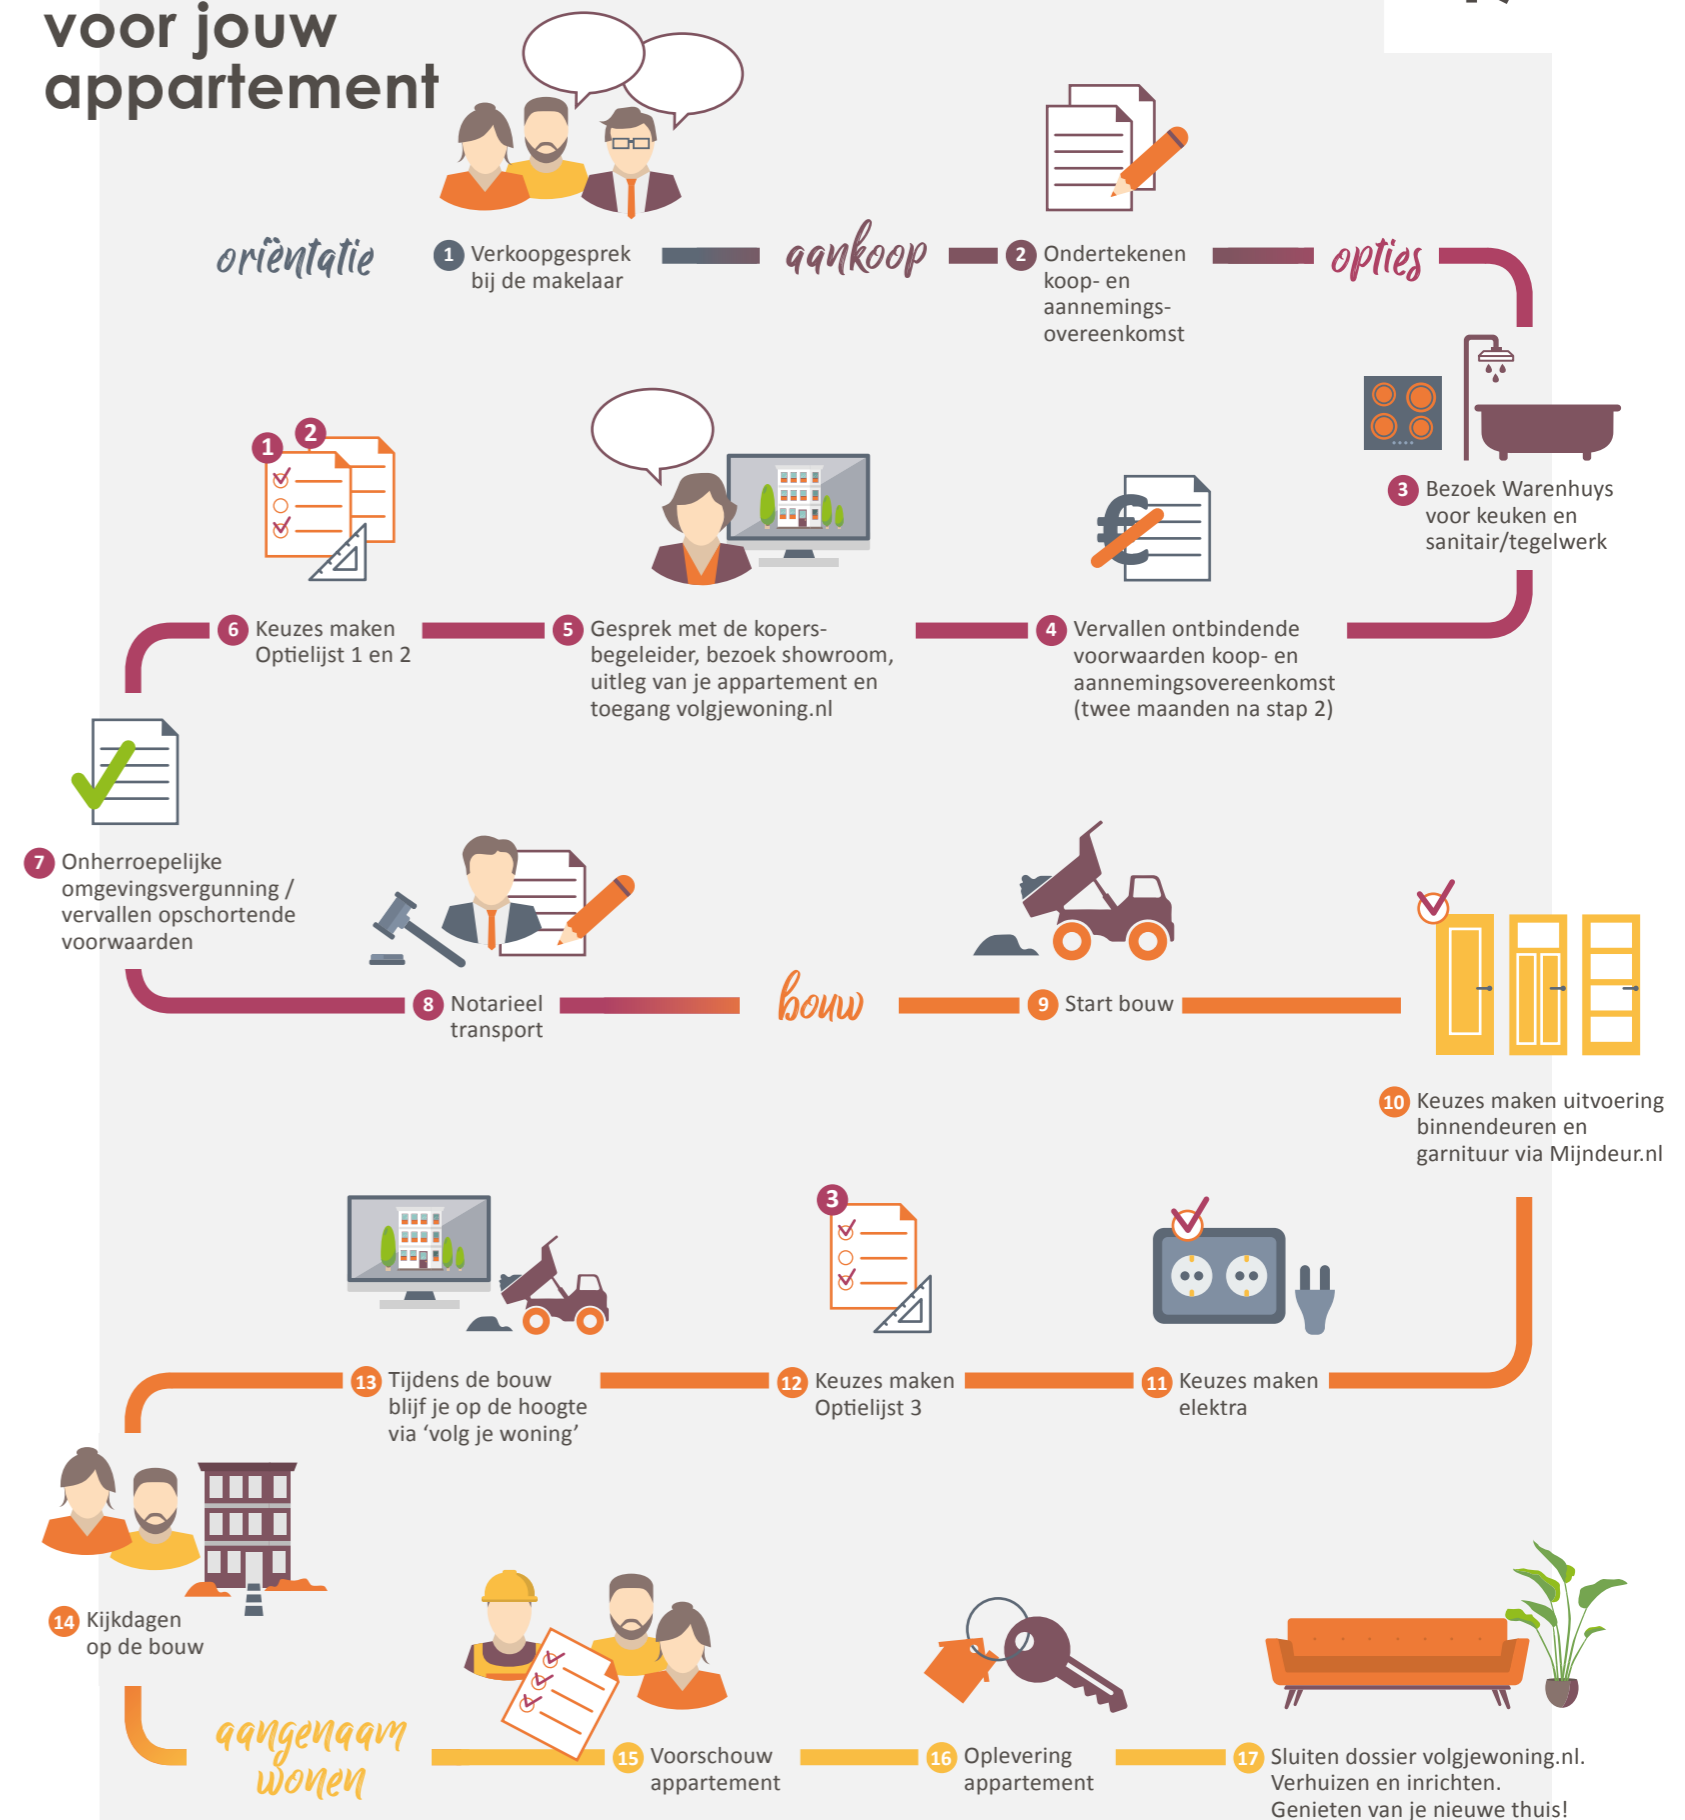 voor jouw
appartement
oriëntatie
1 Verkoopgesprek
bij de makelaar
aankoop
2 Ondertekenen
koop- en
aannemings-
overeenkomst
opties
3 Bezoek Warenhuys
voor keuken en
sanitair/tegelwerk
4 Vervallen ontbindende
voorwaarden koop- en
aannemingsovereenkomst
(twee maanden na stap 2)
5 Gesprek met de kopers-
begeleider, bezoek showroom,
uitleg van je appartement en
toegang volgjewoning.nl
1
2
6 Keuzes maken
Optielijst 1 en 2
7 Onherroepelijke
omgevingsvergunning /
vervallen opschortende
voorwaarden
8 Notarieel
transport
bouw
9 Start bouw
10 Keuzes maken uitvoering
binnendeuren en
garnituur via Mijndeur.nl
11 Keuzes maken
elektra
3
12 Keuzes maken
Optielijst 3
13 Tijdens de bouw
blijf je op de hoogte
via ‘volg je woning’
14 Kijkdagen
op de bouw
aangenaam
wonen
15 Voorschouw
appartement
16 Oplevering
appartement
17 Sluiten dossier volgjewoning.nl.
Verhuizen en inrichten.
Genieten van je nieuwe thuis!